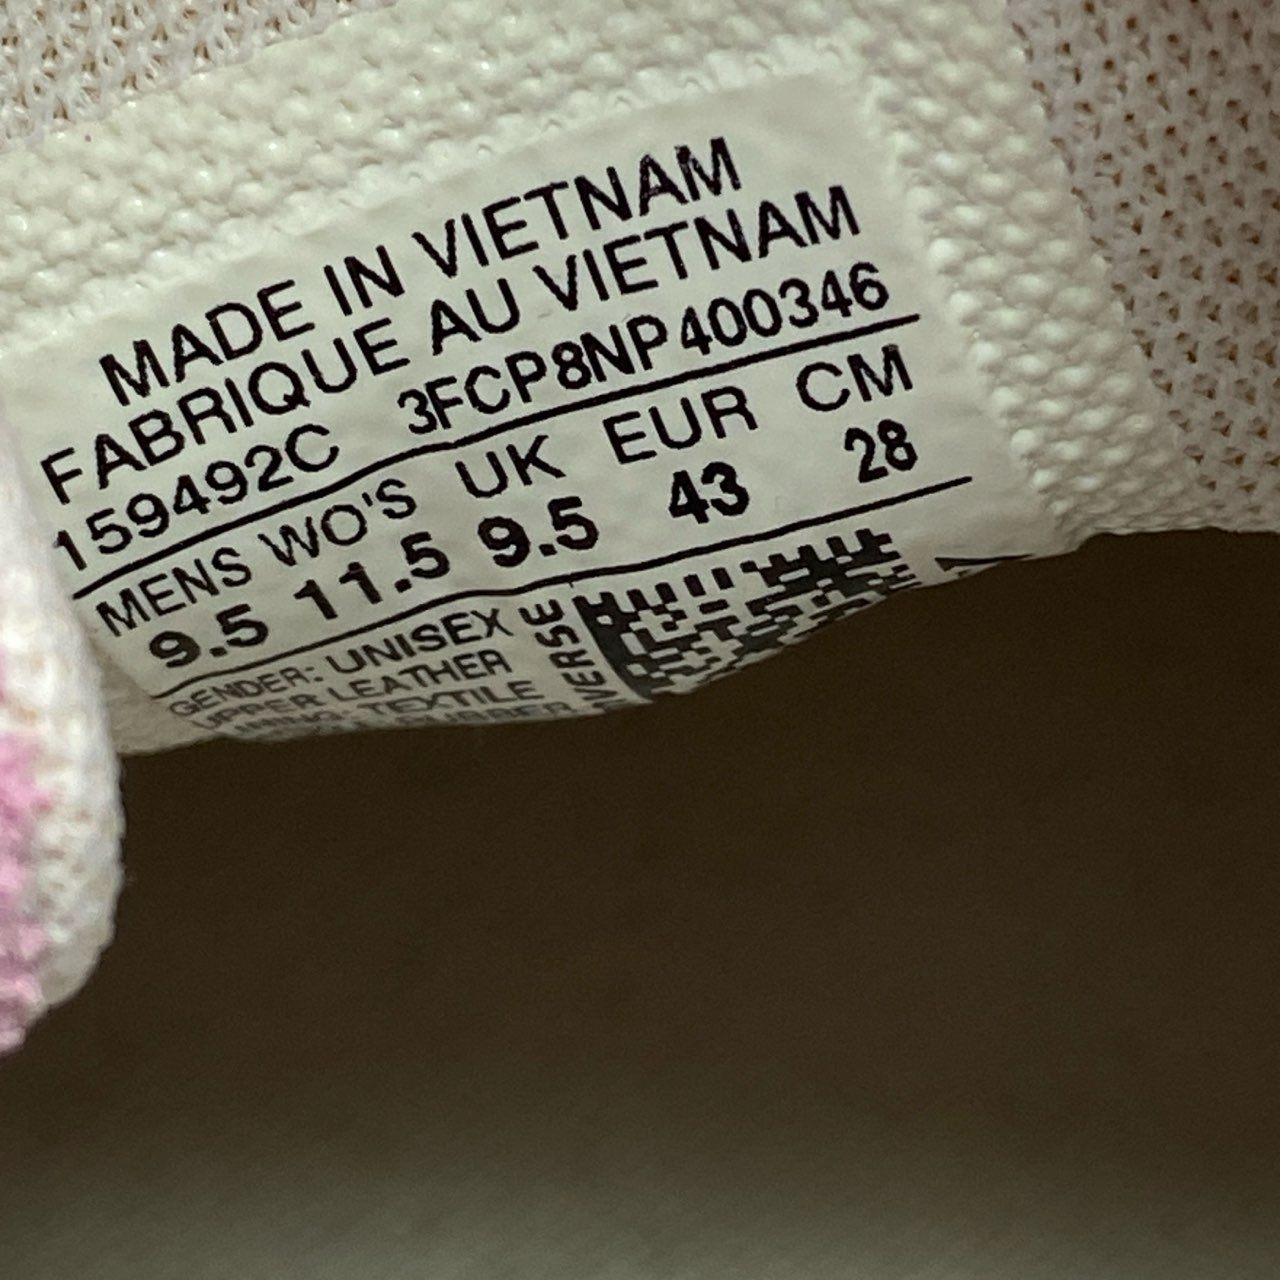 MADE IN VIETNAM
FABRIQUE AU VIETNAM
159492C 3FCP8NP400346
MENS WO'S UK EUR CM
9.5 11.5 9.5 43 28
GENDER: UNISEX
UPPER LEATHER
TEXTILE
RUBBER